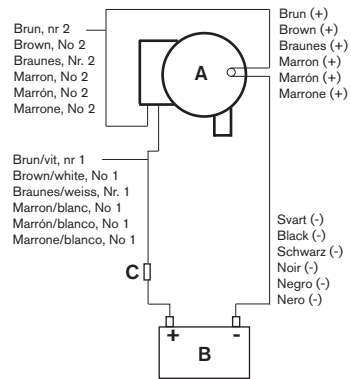 Brun, nr 2
Brown, No 2
Braunes, Nr. 2
Marron, No 2
Marrón, No 2
Marrone, No 2
Brun (+)
Brown (+)
Braunes (+)
Marron (+)
Marrón (+)
Marrone (+)
A
Brun/vit, nr 1
Brown/white, No 1
Braunes/weiss, Nr. 1
Marron/blanc, No 1
Marrón/blanco, No 1
Marrone/blanco, No 1
Svart (-)
Black (-)
Schwarz (-)
Noir (-)
Negro (-)
Nero (-)
C
+ -
B